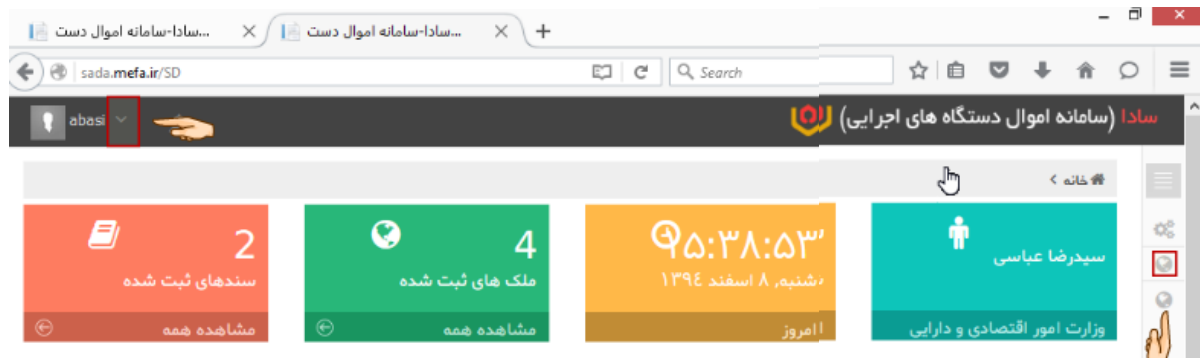 سادا-سامانه اموال دست...
سادا-سامانه اموال دست...
sada.mefa.ir/SD
Search
abasi
سادا (سامانه اموال دستگاه های اجرایی)
خانه
سیدرضا عباسی
وزارت امور اقتصادی و دارایی
۵:۳۸:۵۳
شنبه, ۸ اسفند ۱۳۹٤
امروز
4
ملک های ثبت شده
مشاهده همه
2
سندهای ثبت شده
مشاهده همه